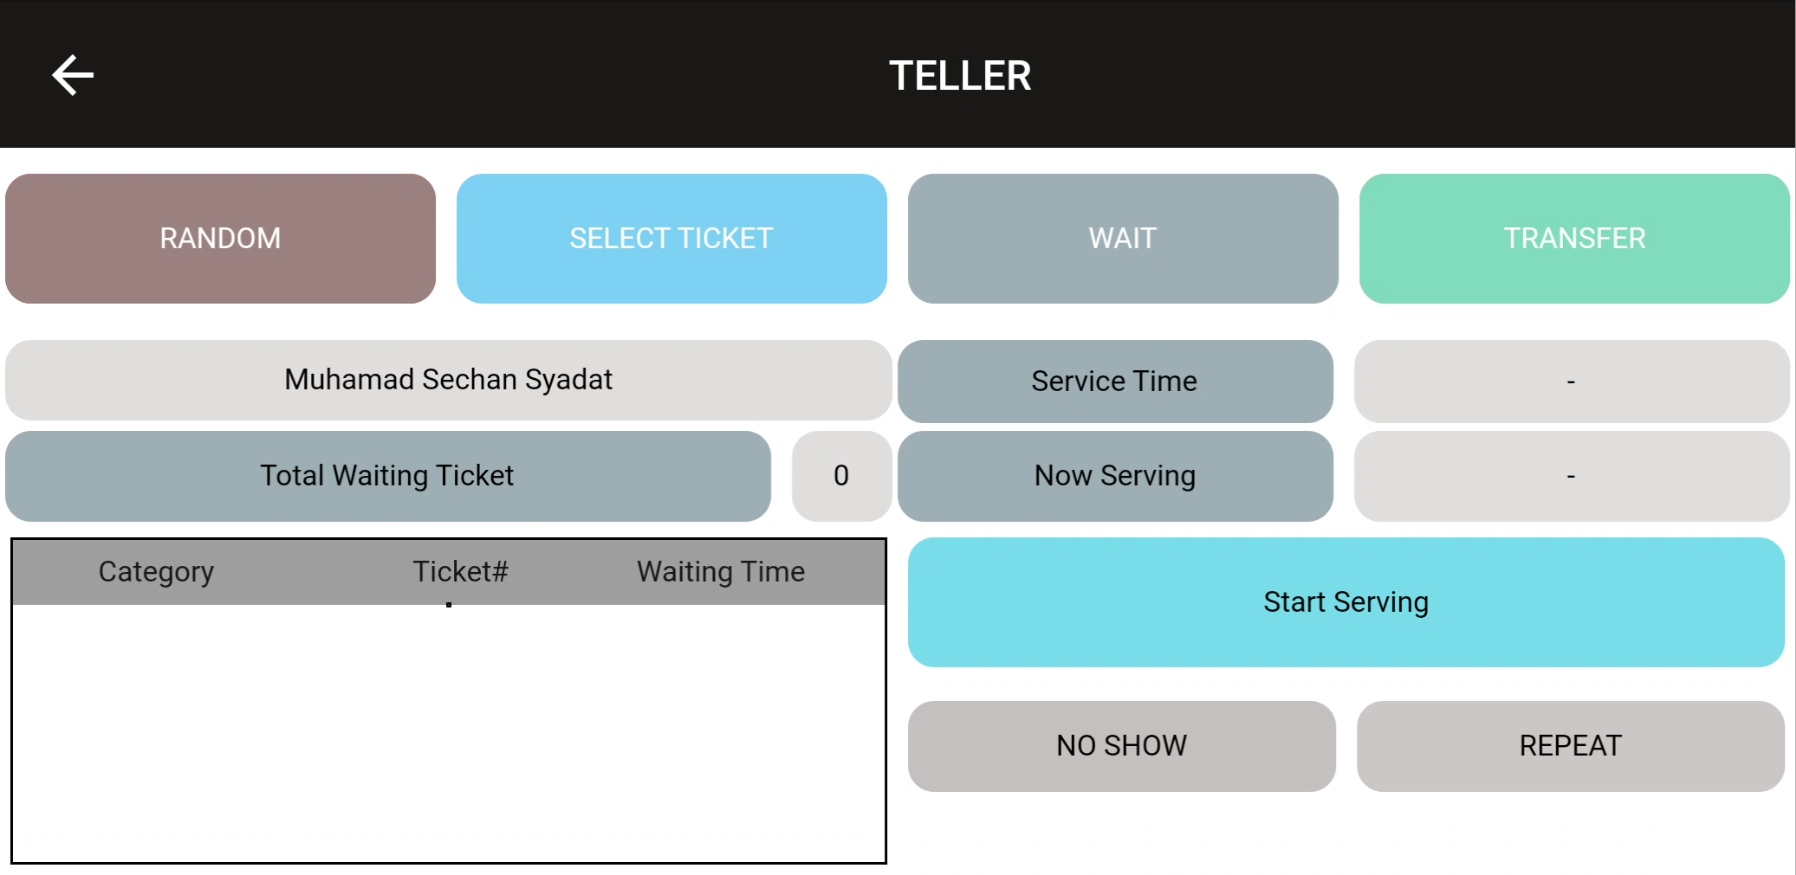 TELLER
RANDOM
SELECT TICKET
WAIT
TRANSFER
Muhamad Sechan Syadat
Service Time
-
Total Waiting Ticket
0
Now Serving
-
Category Ticket# Waiting Time
Start Serving
NO SHOW
REPEAT